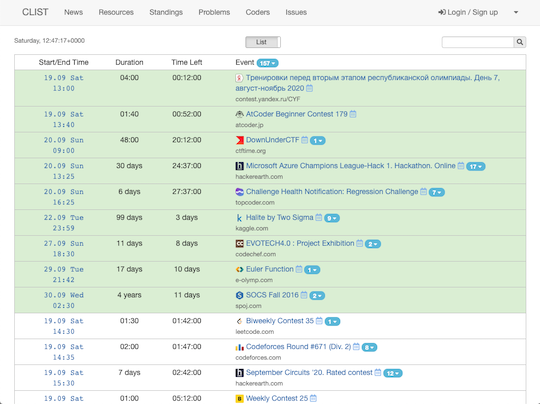 CLIST News Resources Standings Problems Coders Issues Login / Sign up
Saturday, 12:47:17+0000 List
Start/End Time Duration Time Left Event 157
19.09 Sat 04:00 00:12:00 Тренировки перед вторым этапом республиканской олимпиады. День 7,
13:00 август-ноябрь 2020
contest.yandex.ru/CYF
19.09 Sat 01:40 00:52:00 AtCoder Beginner Contest 179
13:40 atcoder.jp
20.09 Sun 48:00 20:12:00 DownUnderCTF 1
09:00 ctftime.org
20.09 Sun 30 days 24:37:00 Microsoft Azure Champions League-Hack 1. Hackathon. Online 17
13:25 hackerearth.com
20.09 Sun 6 days 27:37:00 Challenge Health Notification: Regression Challenge 7
16:25 topcoder.com
22.09 Tue 99 days 3 days Halite by Two Sigma 9
23:59 kaggle.com
27.09 Sun 11 days 8 days EVOTECH4.0 : Project Exhibition 2
18:30 codechef.com
29.09 Tue 17 days 10 days Euler Function 1
21:42 e-olymp.com
30.09 Wed 4 years 11 days SOCS Fall 2016 2
02:30 spoj.com
19.09 Sat 01:30 01:42:00 Biweekly Contest 35 1
14:30 leetcode.com
19.09 Sat 02:00 01:47:00 Codeforces Round #671 (Div. 2)
14:35 codeforces.com
19.09 Sat 7 days 02:42:00 September Circuits '20. Rated contest 12
15:30 hackerearth.com
19.09 Sat 01:00 05:12:00 Weekly Contest 25